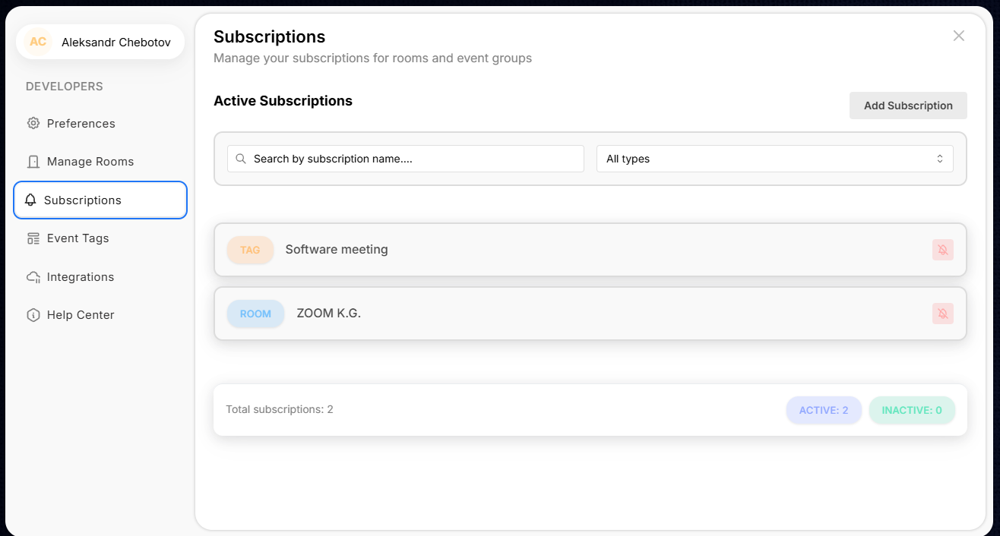 AC Aleksandr Chebotov
DEVELOPERS
Preferences
Manage Rooms
Subscriptions
Event Tags
Integrations
Help Center
Subscriptions
Manage your subscriptions for rooms and event groups
Active Subscriptions
Add Subscription
Search by subscription name....
All types
TAG Software meeting
ROOM ZOOM K.G.
Total subscriptions: 2
ACTIVE: 2
INACTIVE: 0